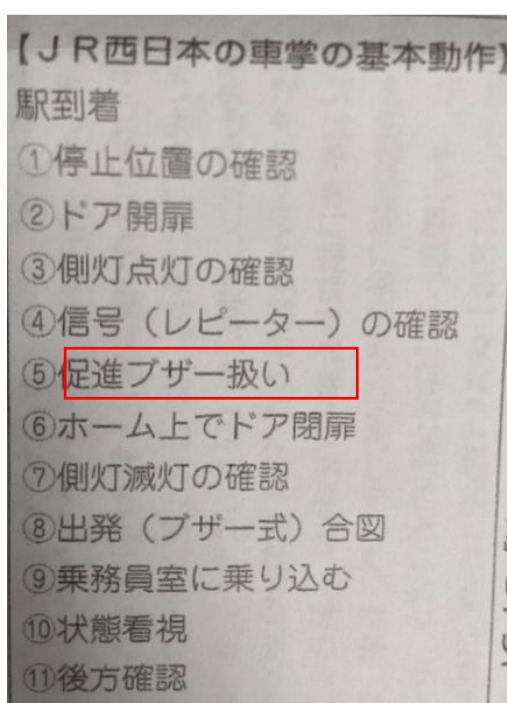 【JR西日本の車掌の基本動作】
駅到着
①停止位置の確認
②ドア開扉
③側灯点灯の確認
④信号（レピーター）の確認
⑤促進ブザー扱い
⑥ホーム上でドア閉扉
⑦側灯滅灯の確認
⑧出発（ブザー式）合図
⑨乗務員室に乗り込む
⑩状態看視
⑪後方確認